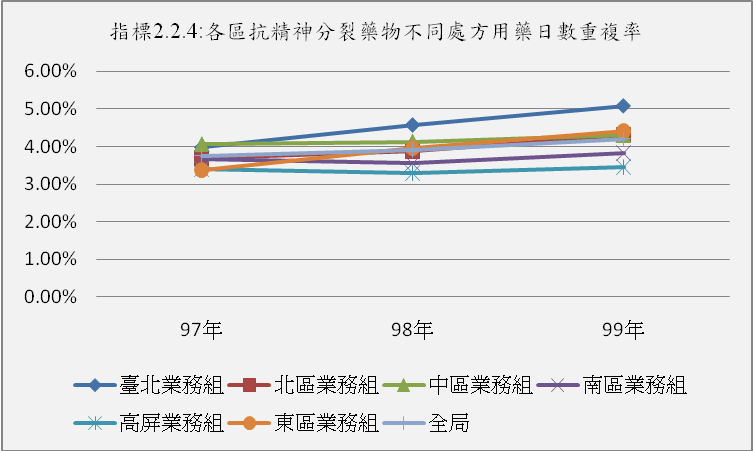 指標2.2.4:各區抗精神分裂藥物不同處方用藥日數重複率
6.00%
5.00%
4.00%
3.00%
2.00%
1.00%
0.00%
97年 98年 99年
臺北業務組 北區業務組 中區業務組 南區業務組
高屏業務組 東區業務組 全局